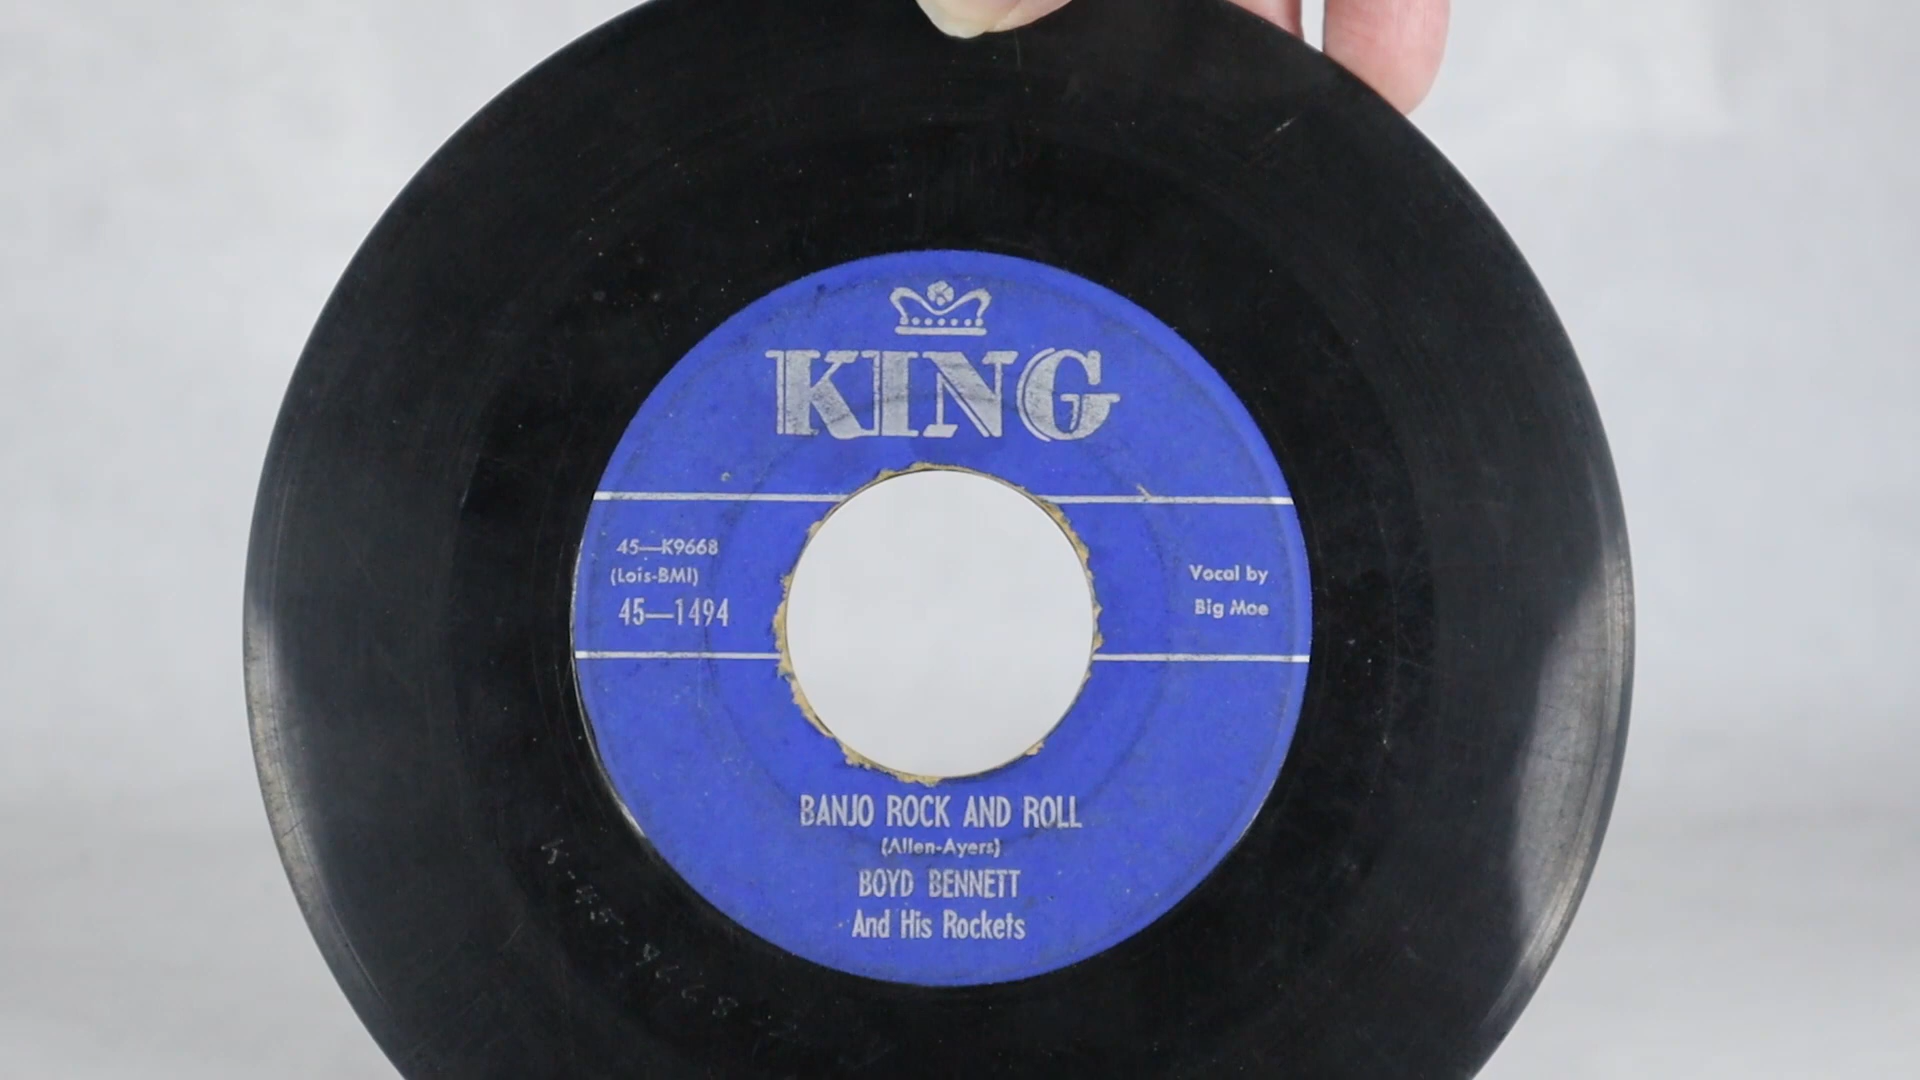 KING
45—K9668
(Lois-BMI)
45—1494
Vocal by
Big Moe
BANJO ROCK AND ROLL
(Allen-Ayers)
BOYD BENNETT
And His Rockets